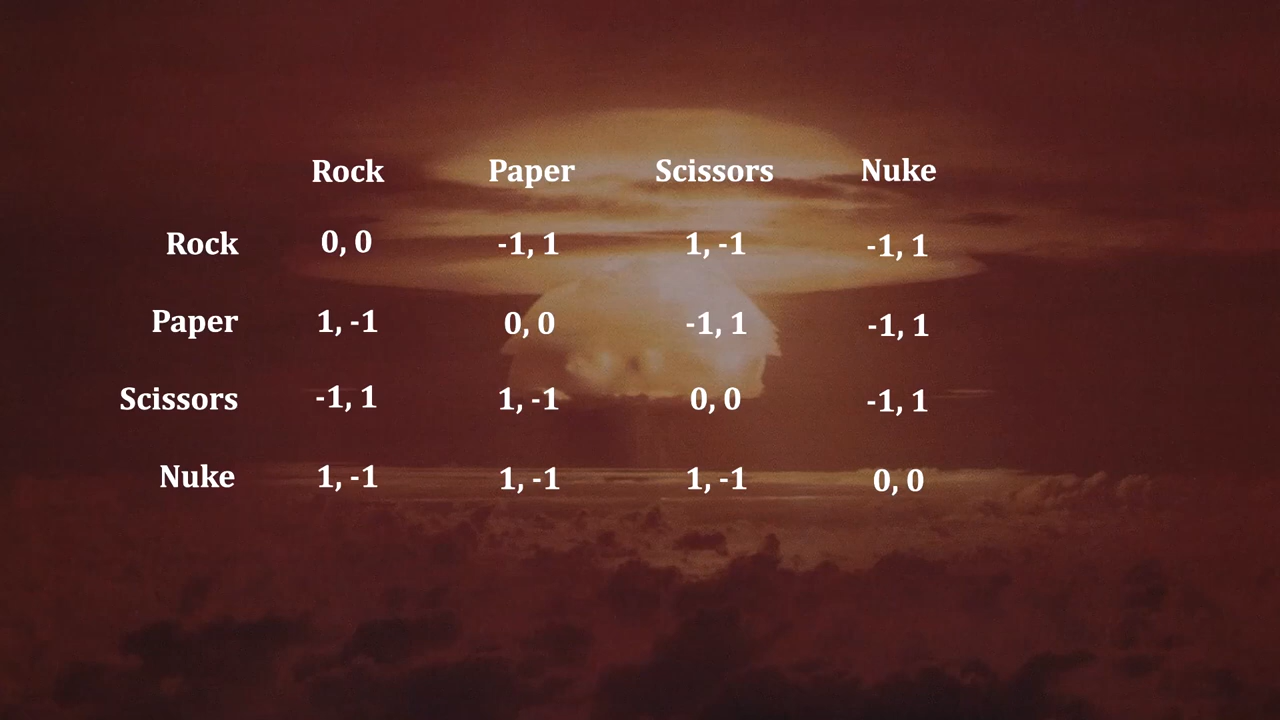 Rock Paper Scissors Nuke
Rock 0, 0 -1, 1 1, -1 -1, 1
Paper 1, -1 0, 0 -1, 1 -1, 1
Scissors -1, 1 1, -1 0, 0 -1, 1
Nuke 1, -1 1, -1 1, -1 0, 0